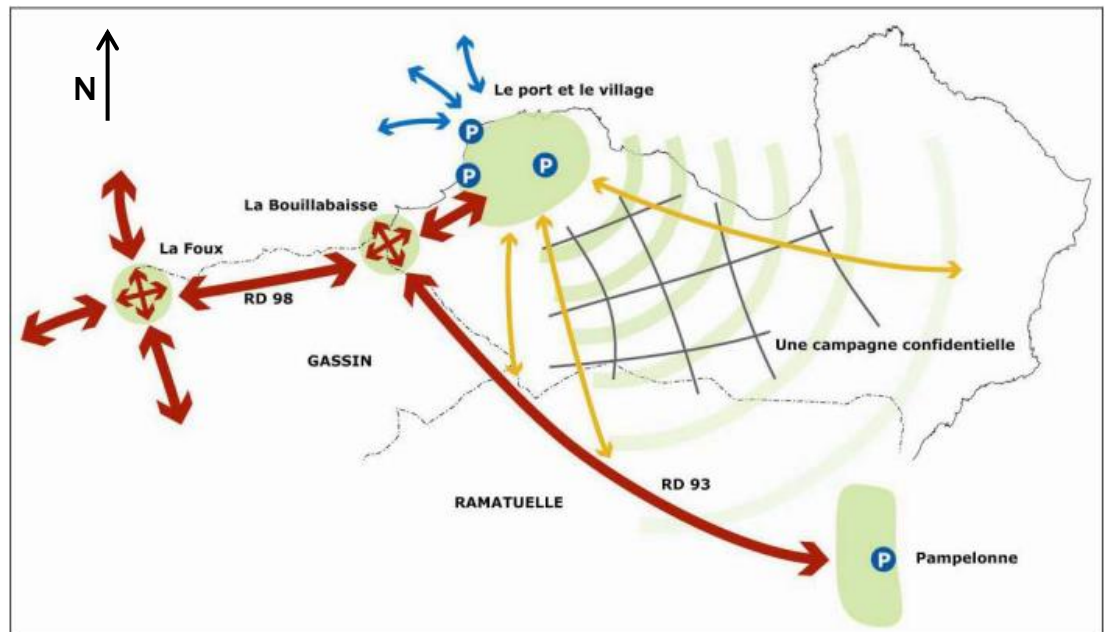 N
Le port et le village
P
P
P
La Bouillabaisse
La Foux
RD 98
Une campagne confidentielle
GASSIN
RD 93
RAMATUELLE
P
Pampelonne